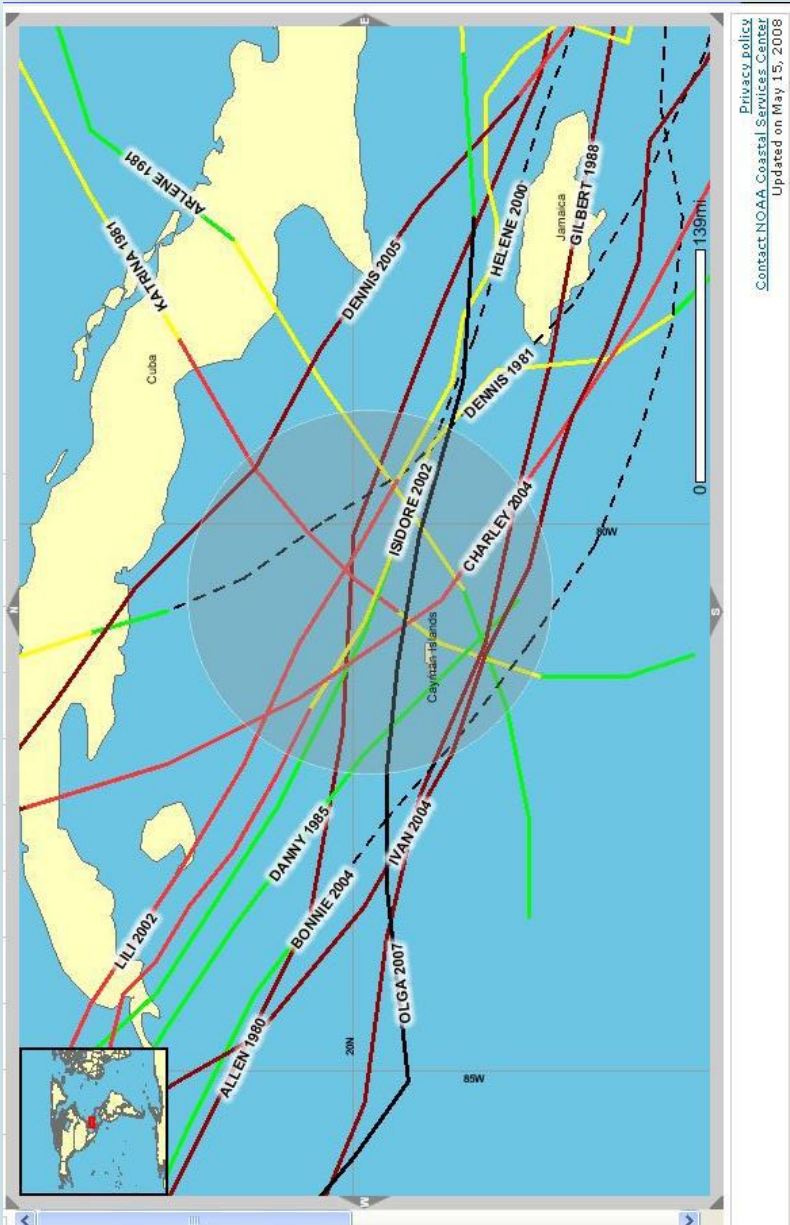 N
KATRINA 1981
ARLENE 1981
Cuba
LILI 2002
DENNIS 2005
HELENE 2000
Jamaica
GILBERT 1988
DENNIS 1981
ISIDORE 2002
CHARLEY 2004
Cayman Islands
DANNY 1985
BONNIE 2004
IVAN 2004
OLGA 2007
ALLEN 1980
20N
85W
80W
W
E
S
0 139mi
Privacy policy
Contact NOAA Coastal Services Center
Updated on May 15, 2008